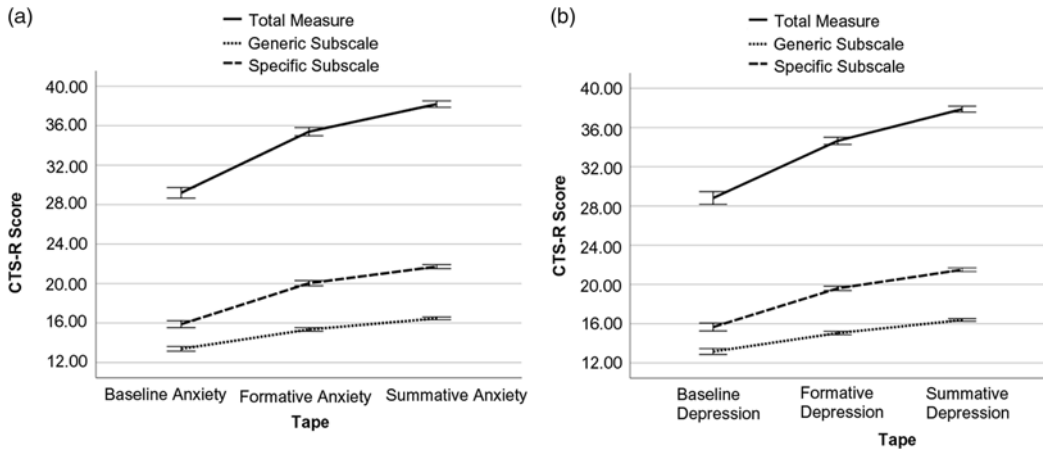 (a)
Total Measure
Generic Subscale
Specific Subscale
40.00
36.00
32.00
28.00
24.00
20.00
16.00
12.00
CTS-R Score
Baseline Anxiety Formative Anxiety Summative Anxiety
Tape
(b)
Total Measure
Generic Subscale
Specific Subscale
40.00
36.00
32.00
28.00
24.00
20.00
16.00
12.00
CTS-R Score
Baseline Formative Summative
Depression Depression Depression
Tape